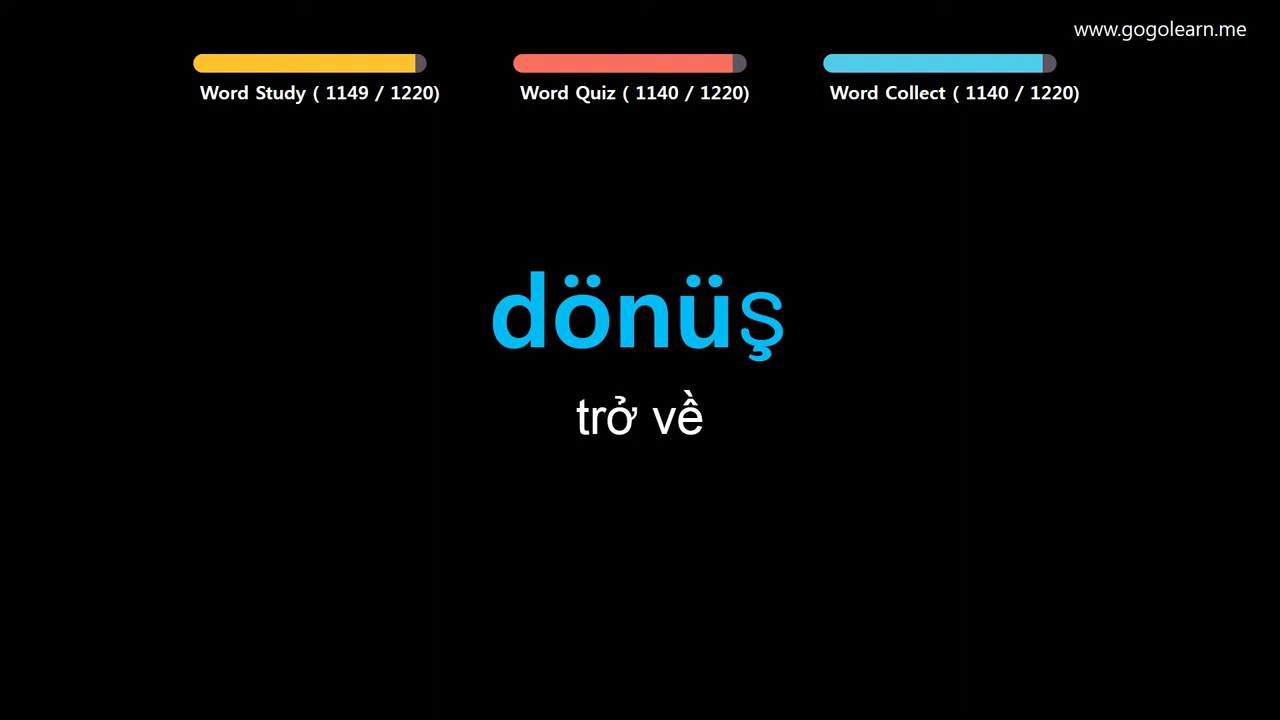 www.gogolearn.me
Word Study ( 1149 / 1220)
Word Quiz ( 1140 / 1220)
Word Collect ( 1140 / 1220)
dönüş
trở về